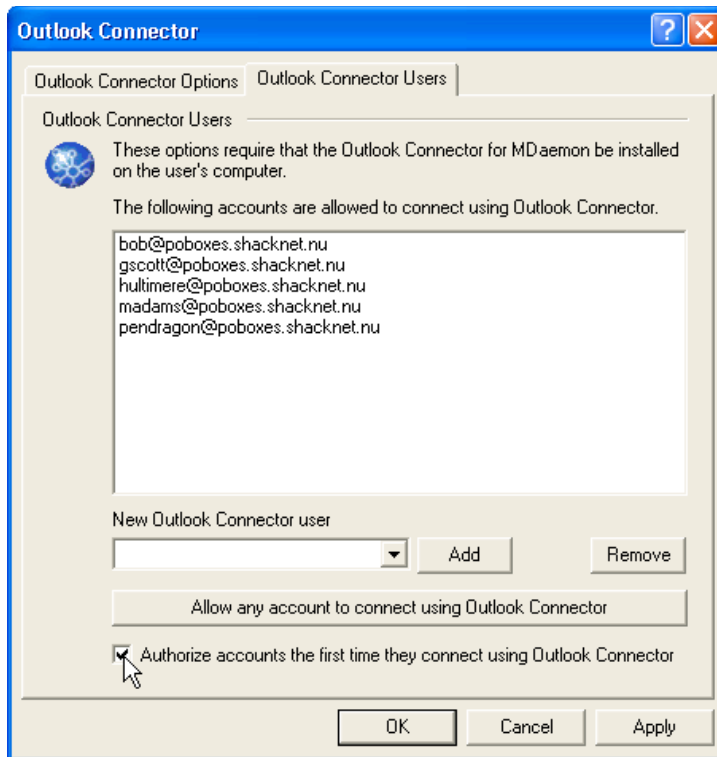 Outlook Connector
Outlook Connector Options
Outlook Connector Users
Outlook Connector Users
These options require that the Outlook Connector for MDaemon be installed
on the user's computer.
The following accounts are allowed to connect using Outlook Connector.
bob@poboxes.shacknet.nu
gscott@poboxes.shacknet.nu
hultimere@poboxes.shacknet.nu
madams@poboxes.shacknet.nu
pendragon@poboxes.shacknet.nu
New Outlook Connector user
Add
Remove
Allow any account to connect using Outlook Connector
Authorize accounts the first time they connect using Outlook Connector
OK
Cancel
Apply